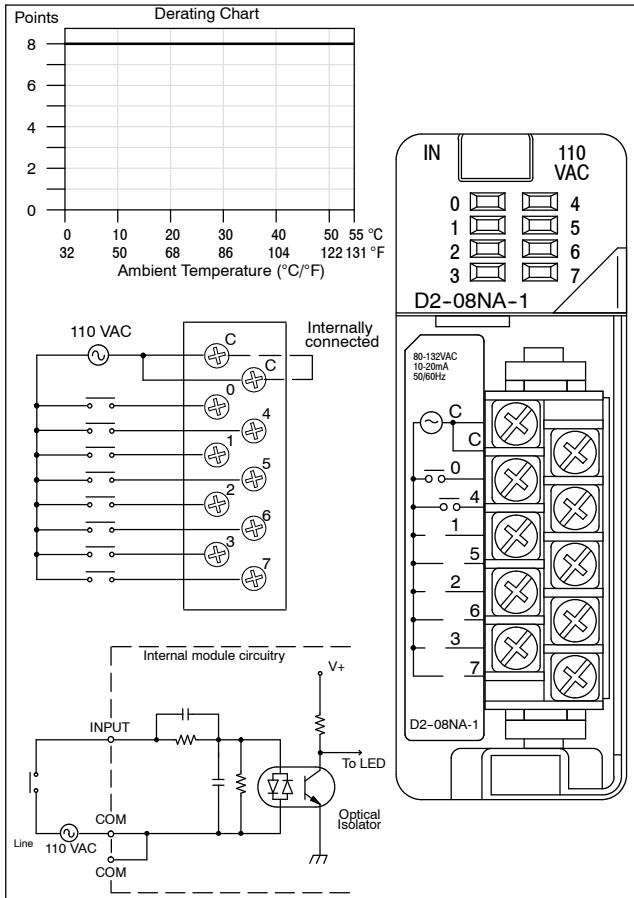 Points
Derating Chart
8
6
4
2
0
0 10 20 30 40 50 55 °C
32 50 68 86 104 122 131 °F
Ambient Temperature (°C/°F)
110 VAC
Internally
connected
C
C
0
4
1
5
2
6
3
7
Internal module circuitry
V+
INPUT
To LED
Optical
Isolator
COM
Line
110 VAC
COM
IN
110
VAC
0 4
1 5
2 6
3 7
D2-08NA-1
80-132VAC
10-20mA
50/60Hz
C
C
0
4
1
5
2
6
3
7
D2-08NA-1